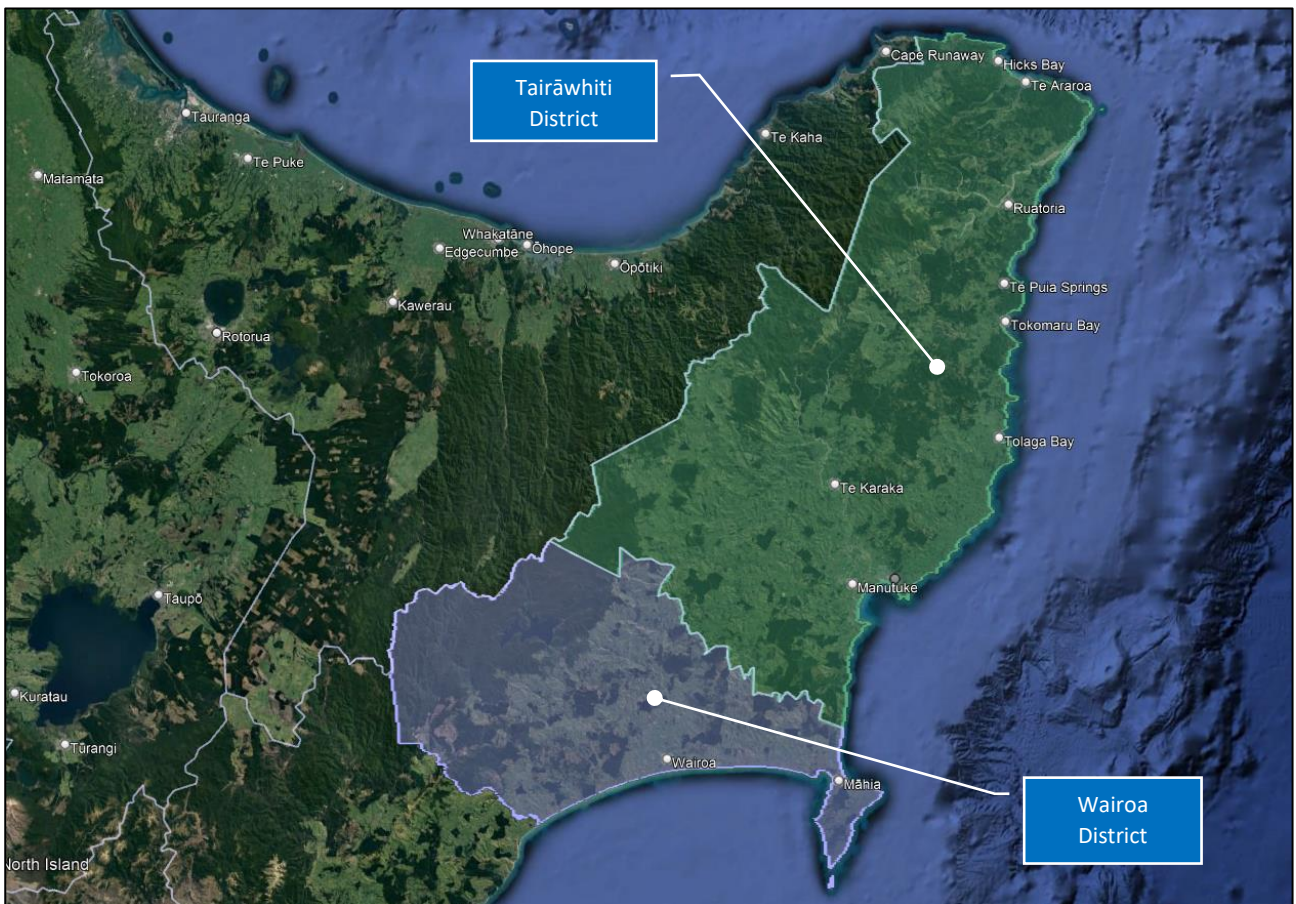 Cape Runaway
Hicks Bay
Te Araroa
Tairāwhiti
District
Tauranga
Te Kaha
Te Puke
Matamata
Ruatoria
Whakatāne
Edgecumbe
Ōhope
Ōpōtiki
Te Puia Springs
Kawerau
Tokomaru Bay
Rotorua
Tokoroa
Tolaga Bay
Te Karaka
Manutuke
Taupō
Kuratau
Tūrangi
Wairoa
Māhia
Wairoa
District
North Island